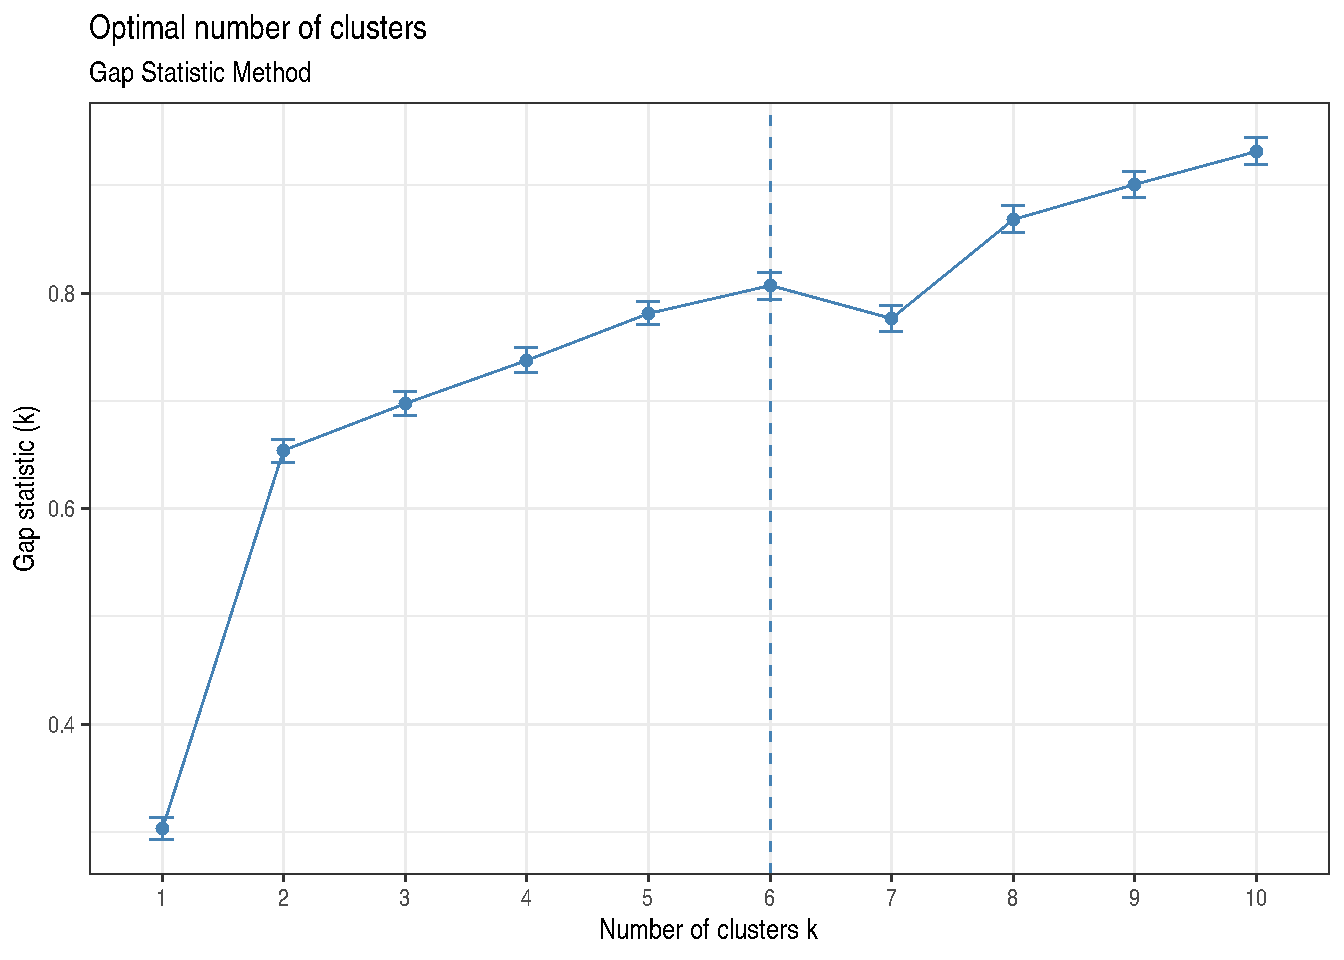 Optimal number of clusters
Gap Statistic Method
Gap statistic (k)
0.8
0.6
0.4
1 2 3 4 5 6 7 8 9 10
Number of clusters k